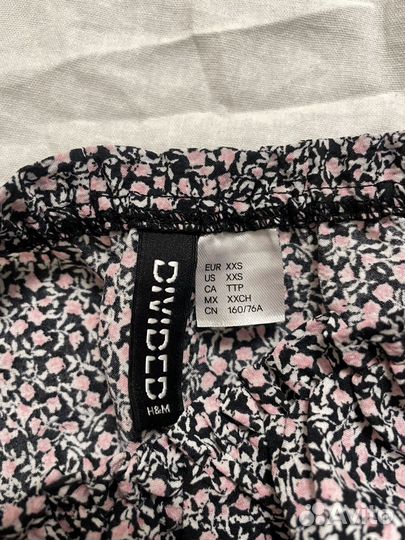 DIVIDED
H&M
EUR XXS
US XXS
CA TTP
MX XXCH
CN 160/76A
Avito